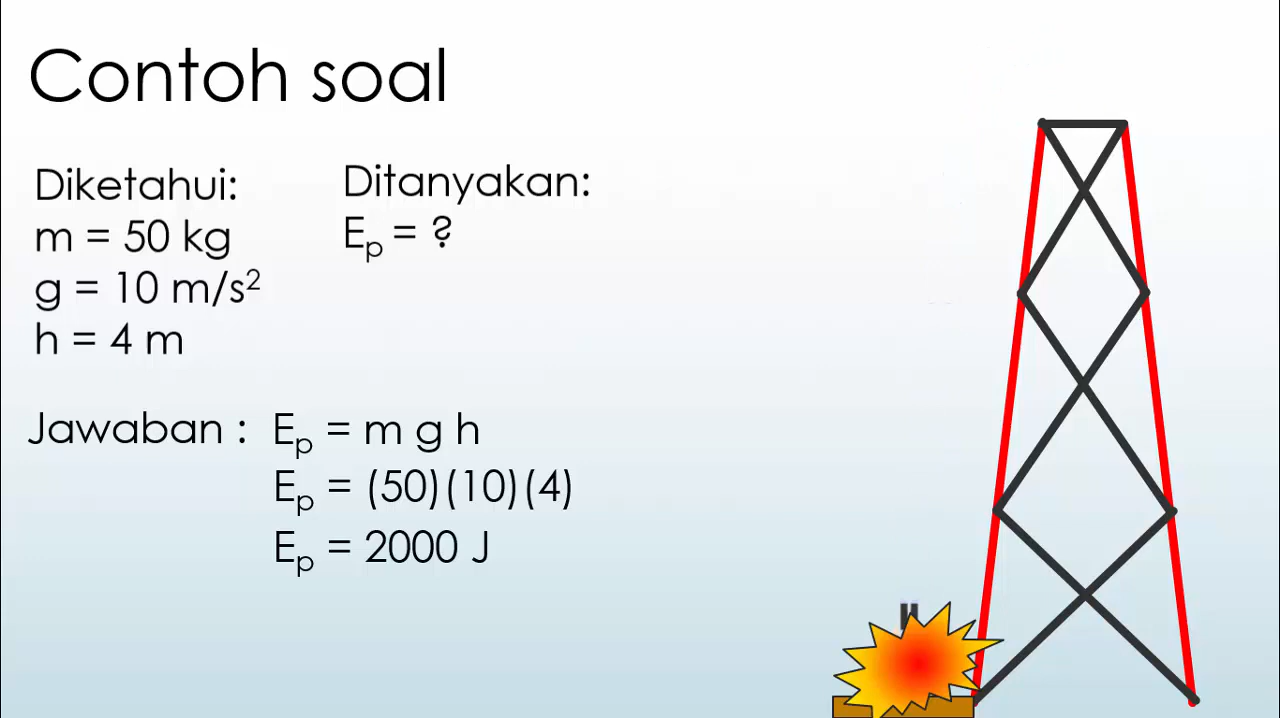 Contoh soal
Diketahui:
m = 50 kg
g = 10 m/s²
h = 4 m
Ditanyakan:
Eₚ = ?
Jawaban : Eₚ = m g h
Eₚ = (50)(10)(4)
Eₚ = 2000 J